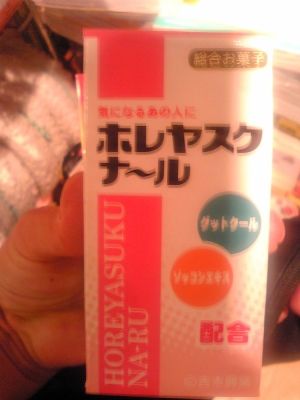 総合お菓子
気になるあの人に
ホレヤスク
ナ〜ル
グットクール
ゾッコンエキス
配合
HOREYASUKU
NA·RU